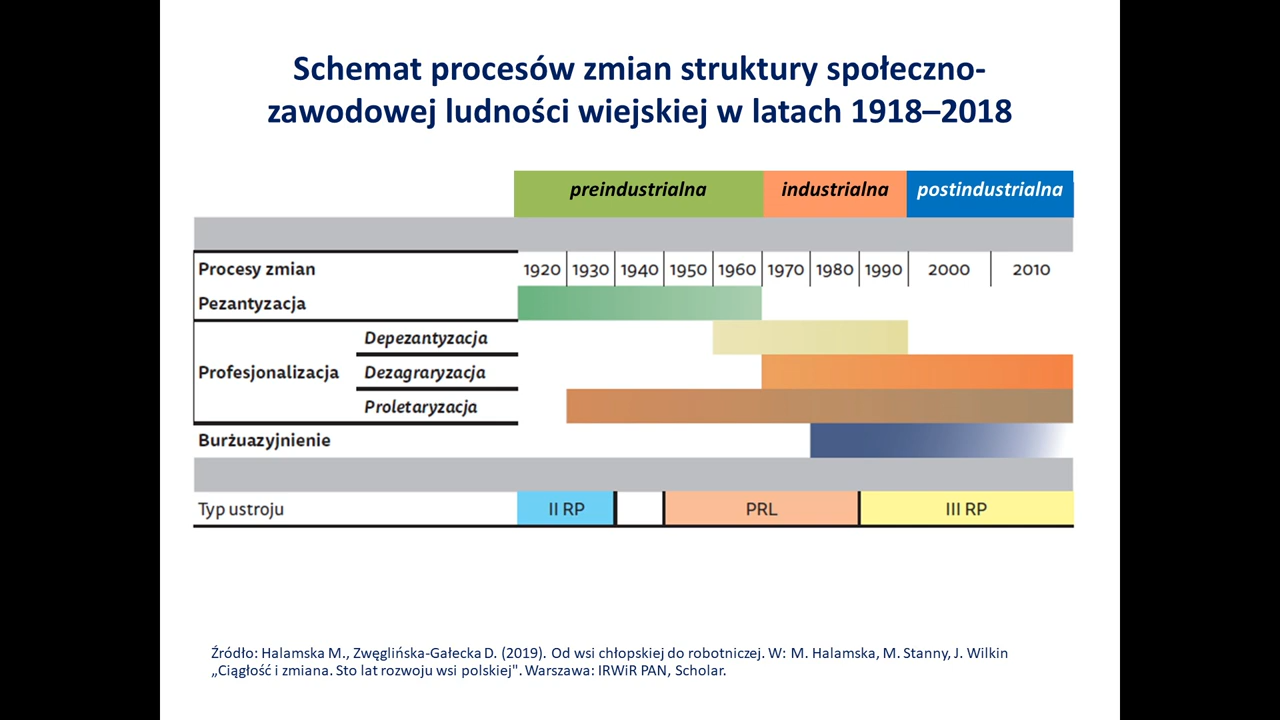 Schemat procesów zmian struktury społeczno-
zawodowej ludności wiejskiej w latach 1918–2018
preindustrialna industrialna postindustrialna
Procesy zmian 1920 1930 1940 1950 1960 1970 1980 1990 2000 2010
Pezantyzacja
Depezantyzacja
Profesjonalizacja Dezagraryzacja
Proletaryzacja
Burżuazyjnienie
Typ ustroju II RP PRL III RP
Źródło: Halamska M., Zwęglińska-Gałecka D. (2019). Od wsi chłopskiej do robotniczej. W: M. Halamska, M. Stanny, J. Wilkin
„Ciągłość i zmiana. Sto lat rozwoju wsi polskiej". Warszawa: IRWiR PAN, Scholar.